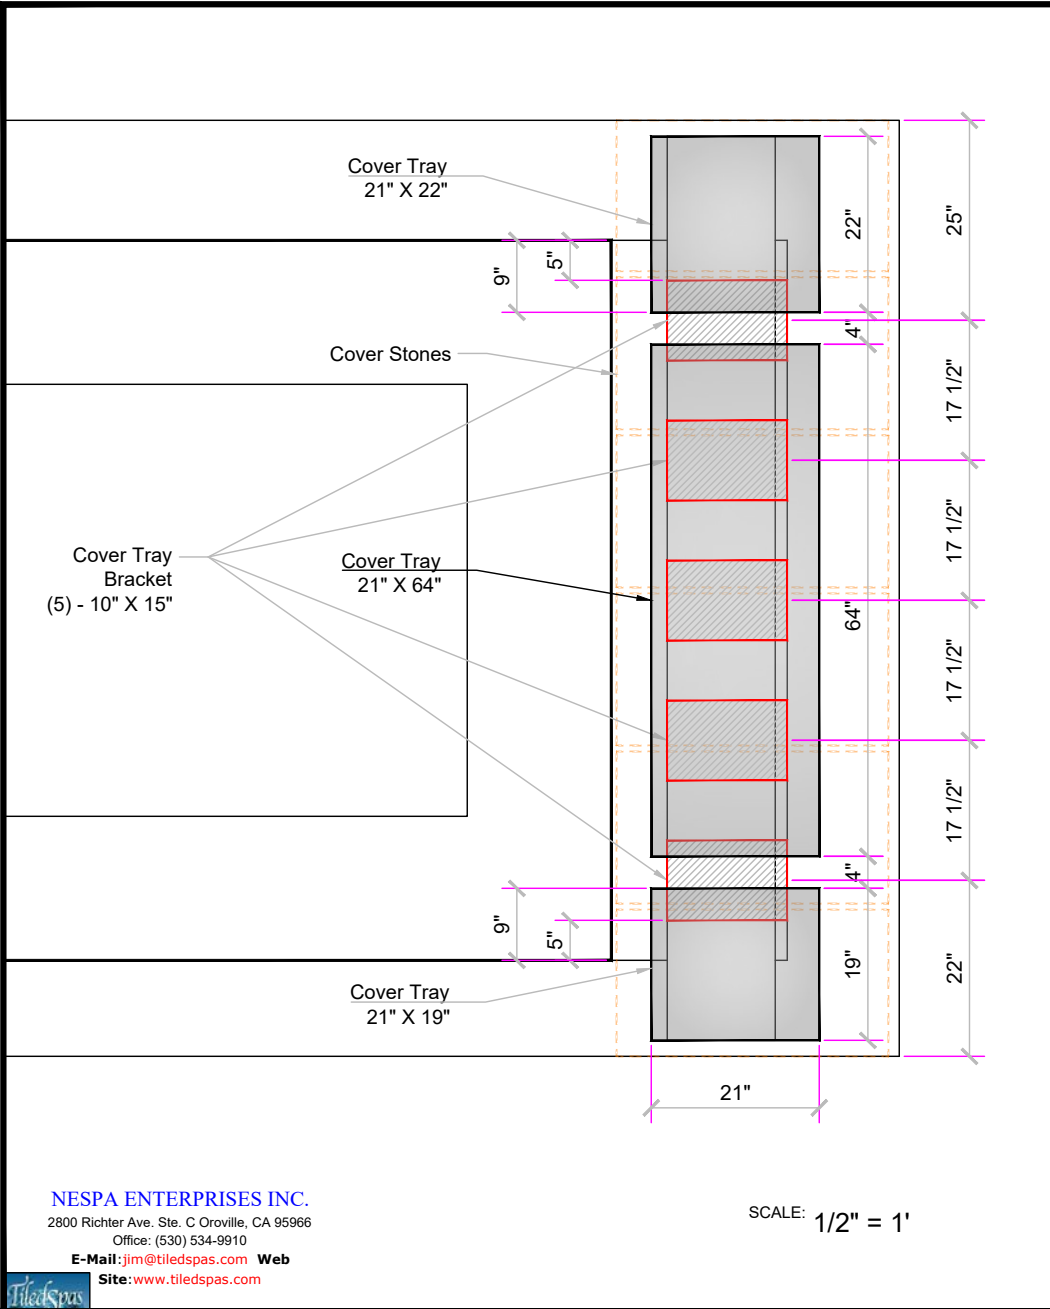 Cover Tray
21" X 22"
9"
5"
22"
25"
4"
Cover Stones
17 1/2"
17 1/2"
Cover Tray
Bracket
(5) - 10" X 15"
Cover Tray
21" X 64"
64"
17 1/2"
17 1/2"
4"
9"
5"
19"
22"
Cover Tray
21" X 19"
21"
NESPA ENTERPRISES INC.
2800 Richter Ave. Ste. C Oroville, CA 95966
Office: (530) 534-9910
E-Mail:jim@tiledspas.com Web
Site:www.tiledspas.com
TiledSpas
SCALE: 1/2" = 1'